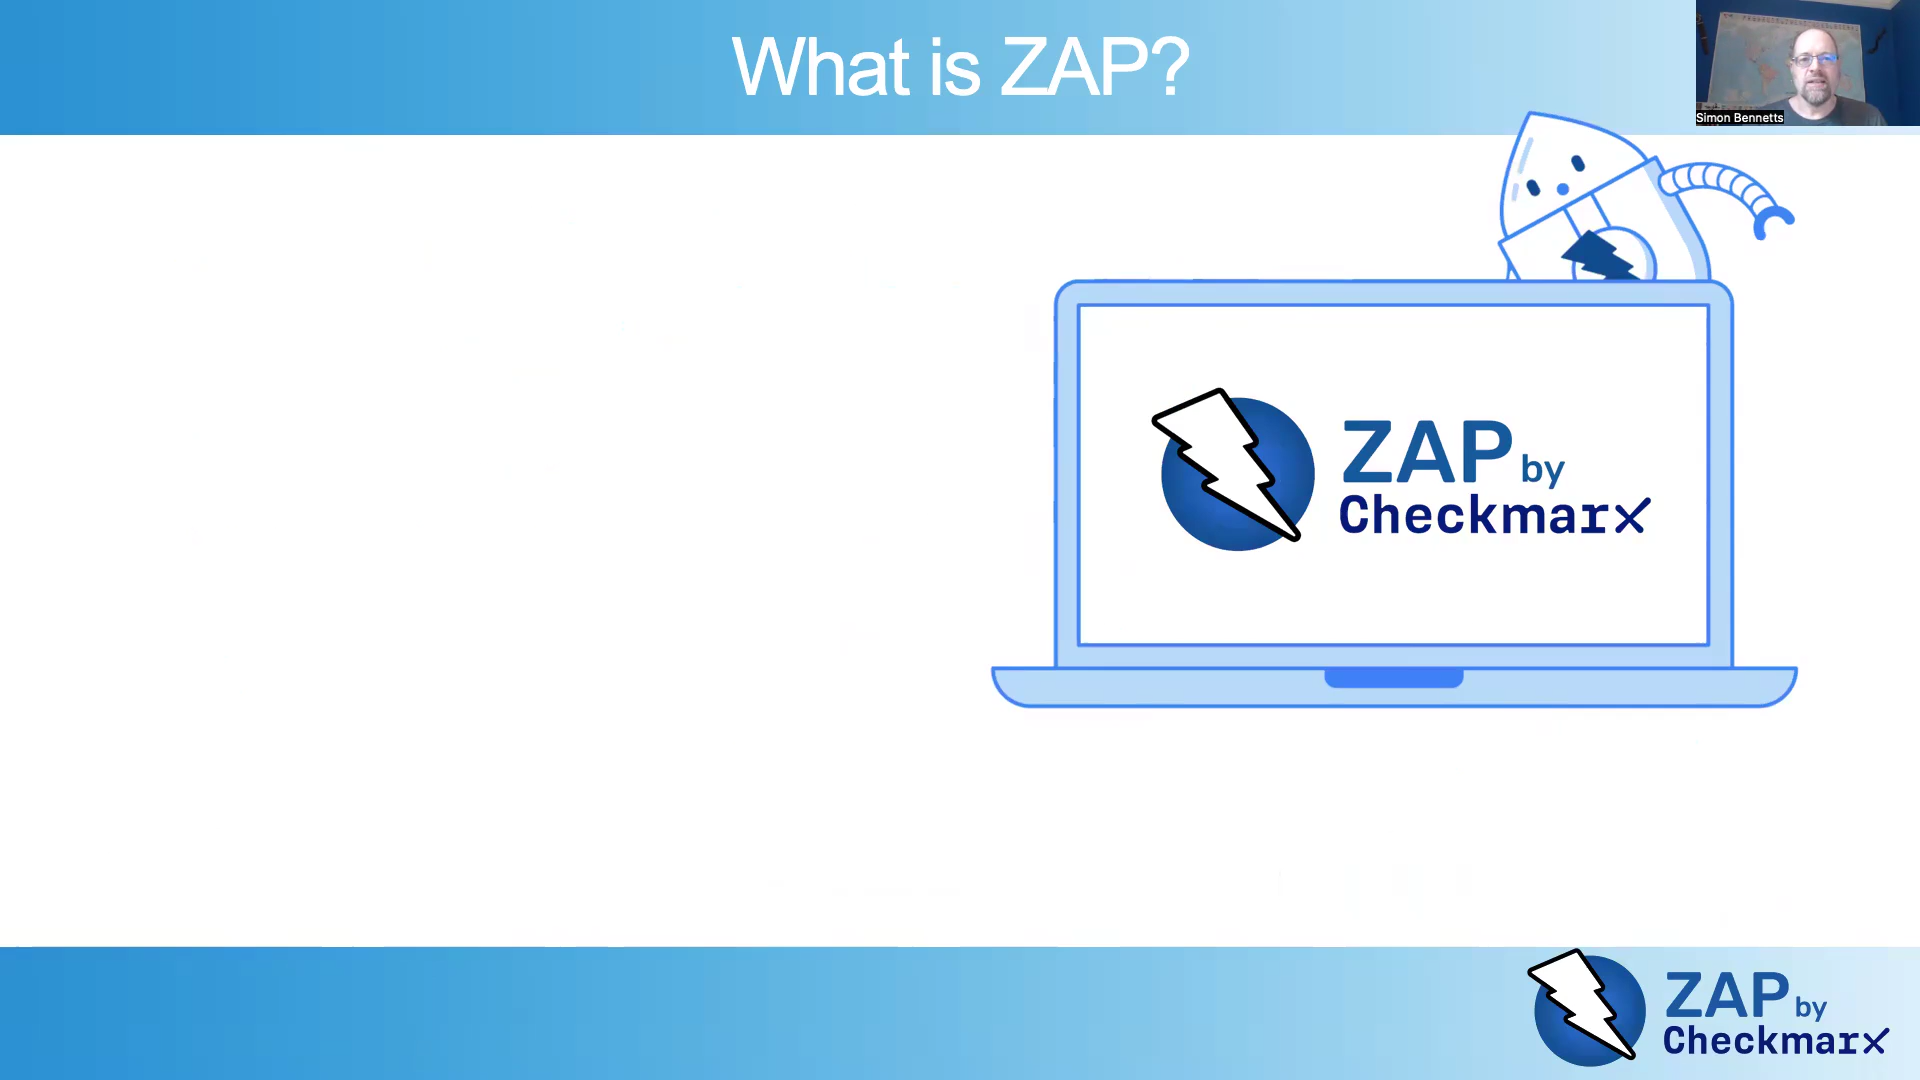 What is ZAP?
Simon Bennetts
ZAP by
Checkmarx
ZAP by
Checkmarx